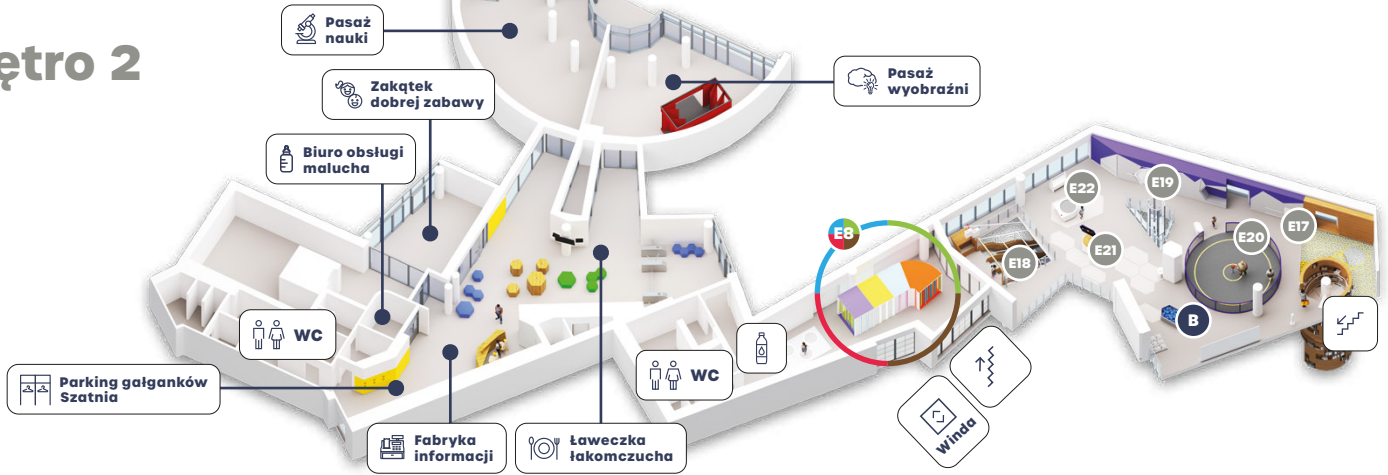 Pasaż
nauki
ętro 2
Zakątek
dobrej zabawy
Pasaż
wyobraźni
Biuro obsługi
malucha
E22
E19
E8
E17
E20
E21
E18
B
WC
WC
Parking gałganków
Szatnia
Winda
Fabryka
informacji
Ławeczka
łakomczucha